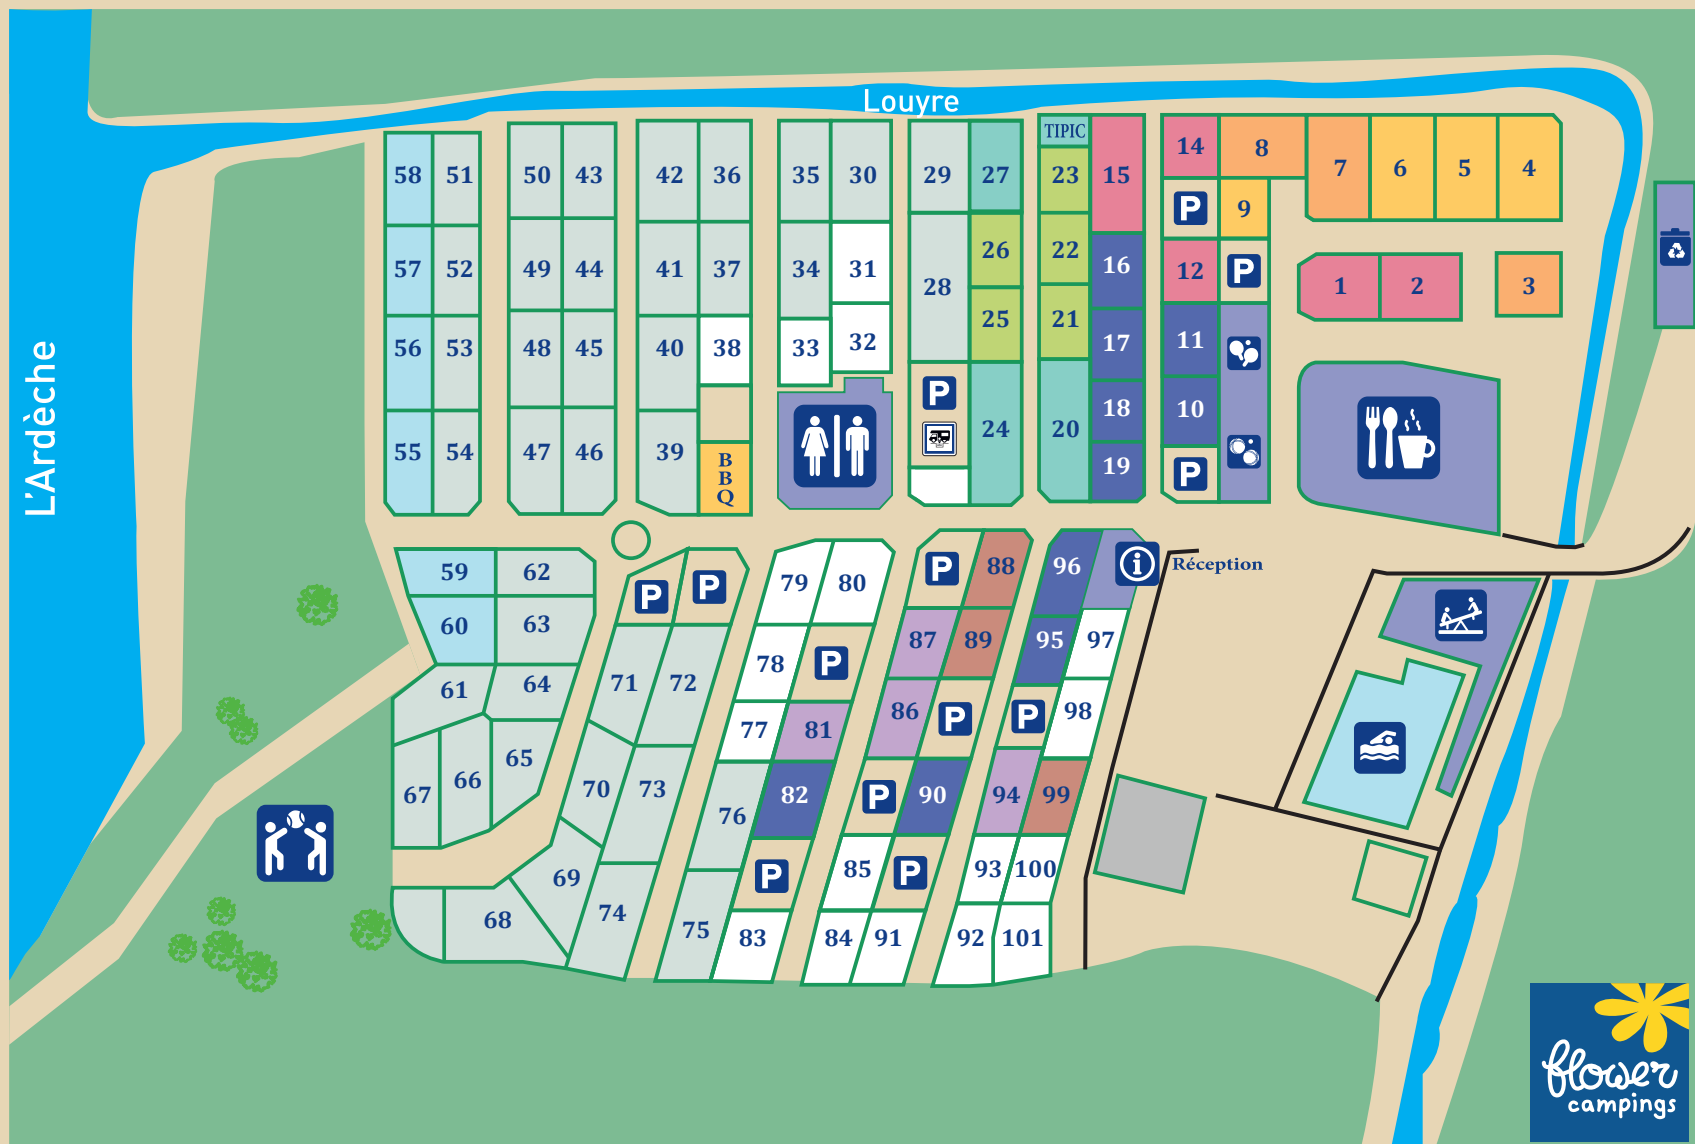 Louyre
L'Ardèche
58 51 50 43 42 36 35 30 29 27 TIPIC 23 15 14 8 7 6 5 4
P 9
57 52 49 44 41 37 34 31 28 26 22 16 12 P 1 2 3
56 53 48 45 40 38 33 32 25 21 17 11
P 18 10
55 54 47 46 39 B B Q 24 20 19 P
59 62 P P 79 80 P 88 96 i Réception
60 63 78 P 87 89 95 97
61 64 71 72 77 81 86 P P 98
67 66 65 70 73 76 82 P 90 94 99
69 P 85 P 93 100
68 74 75 83 84 91 92 101
flower
campings